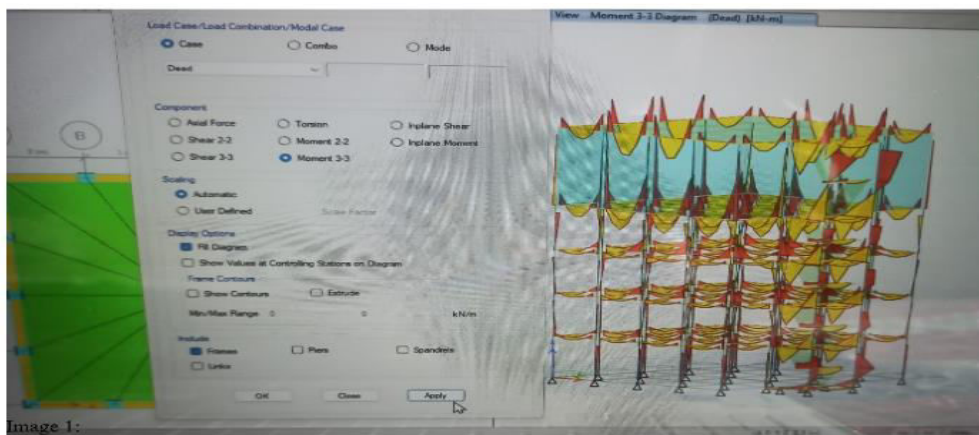 View Moment 3-3 Diagram (Dead) [kN-m]
Load Case/Load Combination/Modal Case
Case
Combo
Mode
Dead
Component
Axial Force
Torsion
Inplane Shear
Shear 2-2
Moment 2-2
Inplane Moment
Shear 3-3
Moment 3-3
B
Scaling
Automatic
User Defined
Scale Factor
Display Options
Fill Diagram
Show Values at Controlling Stations on Diagram
Frame Contours
Show Contours
Extrude
Min/Max Range 0 0 kN/m
Include
Frames
Piers
Spandrels
Links
OK
Close
Apply
Image 1: